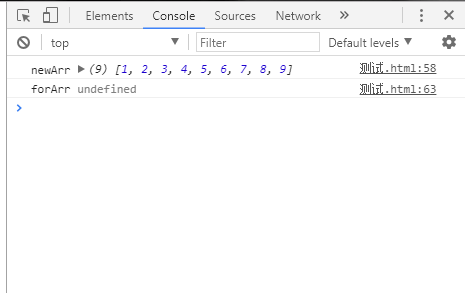 Elements Console Sources Network »
top Filter Default levels
newArr (9) [1, 2, 3, 4, 5, 6, 7, 8, 9] 测试.html:58
forArr undefined 测试.html:63